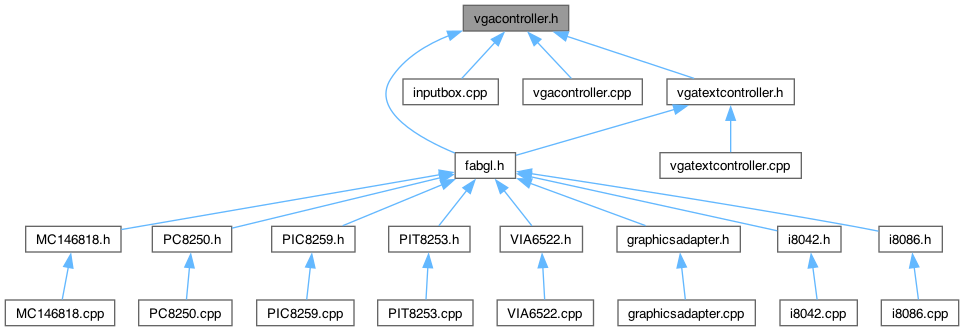 vgacontroller.h
inputbox.cpp
vgacontroller.cpp
vgatextcontroller.h
fabgl.h
vgatextcontroller.cpp
MC146818.h
PC8250.h
PIC8259.h
PIT8253.h
VIA6522.h
graphicsadapter.h
i8042.h
i8086.h
MC146818.cpp
PC8250.cpp
PIC8259.cpp
PIT8253.cpp
VIA6522.cpp
graphicsadapter.cpp
i8042.cpp
i8086.cpp